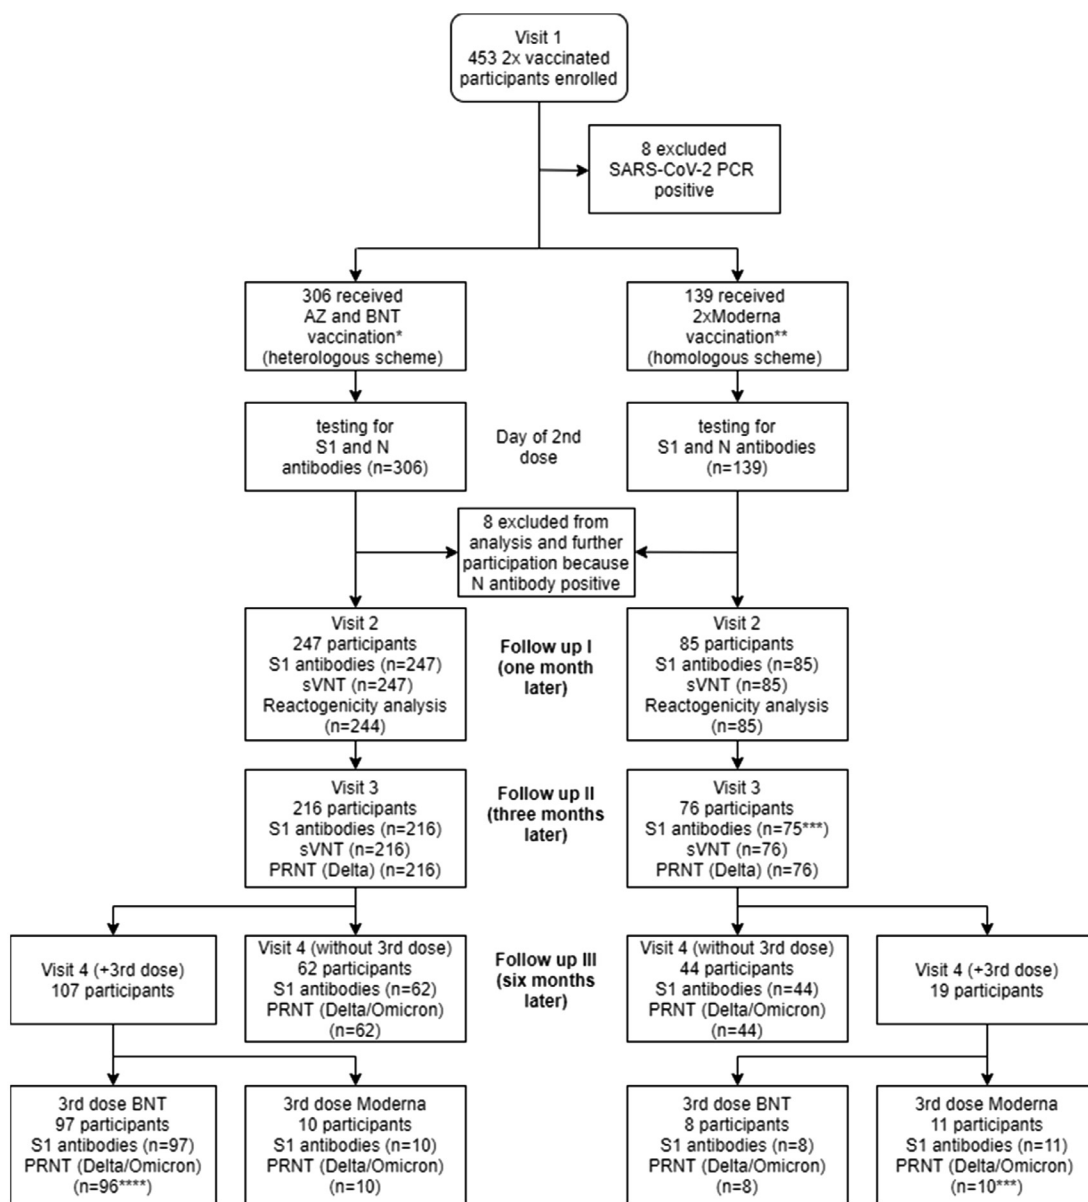 Visit 1
453 2x vaccinated
participants enrolled
8 excluded
SARS-CoV-2 PCR
positive
306 received
AZ and BNT
vaccination*
(heterologous scheme)
139 received
2xModerna
vaccination**
(homologous scheme)
testing for
S1 and N
antibodies (n=306)
Day of 2nd
dose
testing for
S1 and N antibodies
(n=139)
8 excluded from
analysis and further
participation because
N antibody positive
Visit 2
247 participants
S1 antibodies (n=247)
sVNT (n=247)
Reactogenicity analysis
(n=244)
Follow up I
(one month
later)
Visit 2
85 participants
S1 antibodies (n=85)
sVNT (n=85)
Reactogenicity analysis
(n=85)
Visit 3
216 participants
S1 antibodies (n=216)
sVNT (n=216)
PRNT (Delta) (n=216)
Follow up II
(three months
later)
Visit 3
76 participants
S1 antibodies (n=75***)
sVNT (n=76)
PRNT (Delta) (n=76)
Visit 4 (+3rd dose)
107 participants
Visit 4 (without 3rd dose)
62 participants
S1 antibodies (n=62)
PRNT (Delta/Omicron)
(n=62)
Follow up III
(six months
later)
Visit 4 (without 3rd dose)
44 participants
S1 antibodies (n=44)
PRNT (Delta/Omicron)
(n=44)
Visit 4 (+3rd dose)
19 participants
3rd dose BNT
97 participants
S1 antibodies (n=97)
PRNT (Delta/Omicron)
(n=96****)
3rd dose Moderna
10 participants
S1 antibodies (n=10)
PRNT (Delta/Omicron)
(n=10)
3rd dose BNT
8 participants
S1 antibodies (n=8)
PRNT (Delta/Omicron)
(n=8)
3rd dose Moderna
11 participants
S1 antibodies (n=11)
PRNT (Delta/Omicron)
(n=10***)